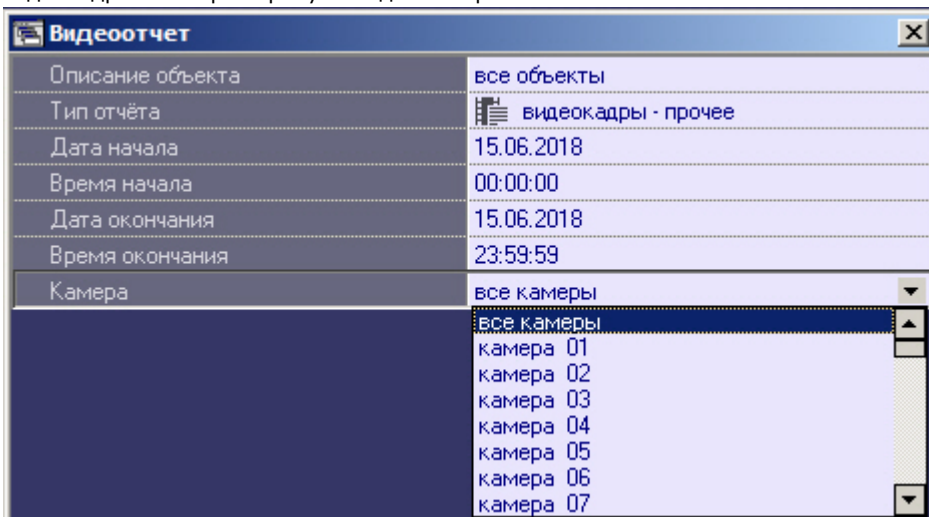 Видеоотчет
Описание объекта все объекты
Тип отчёта видеокадры - прочее
Дата начала 15.06.2018
Время начала 00:00:00
Дата окончания 15.06.2018
Время окончания 23:59:59
Камера все камеры
все камеры
камера 01
камера 02
камера 03
камера 04
камера 05
камера 06
камера 07